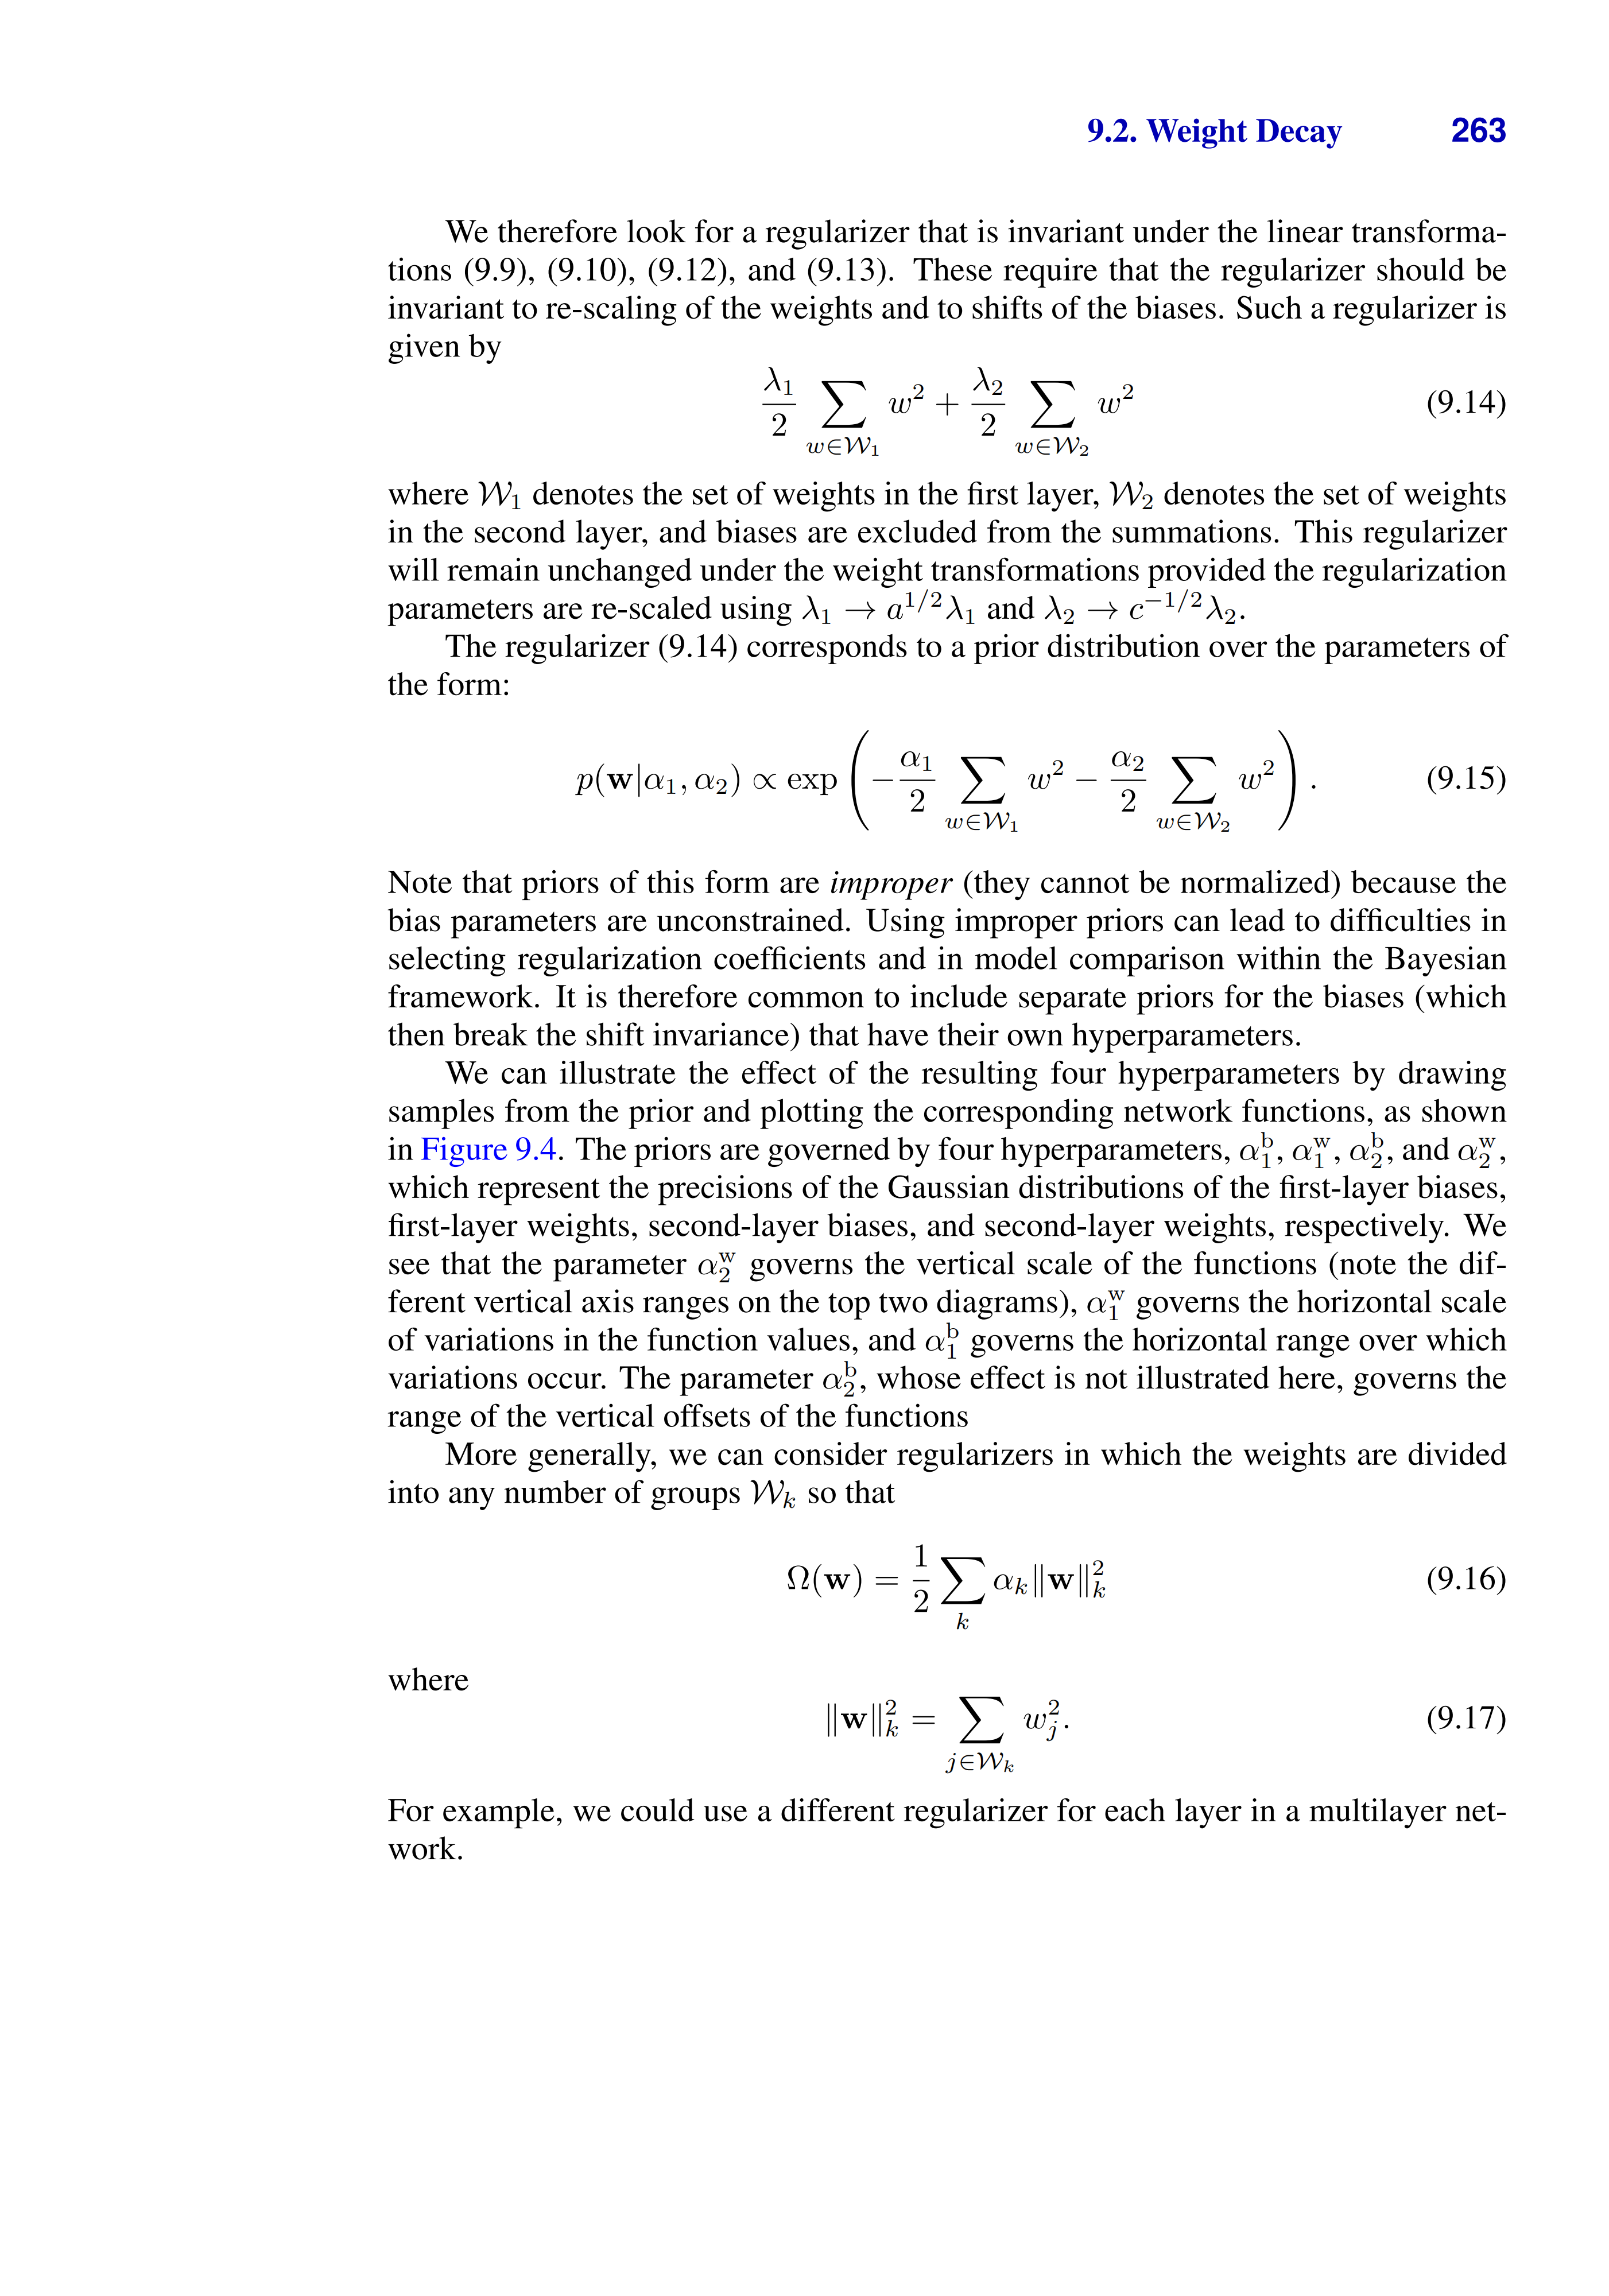 9.2. Weight Decay 263
We therefore look for a regularizer that is invariant under the linear transforma-
tions (9.9), (9.10), (9.12), and (9.13). These require that the regularizer should be
invariant to re-scaling of the weights and to shifts of the biases. Such a regularizer is
given by
\frac{\lambda_1}{2} \sum_{w \in \mathcal{W}_1} w^2 + \frac{\lambda_2}{2} \sum_{w \in \mathcal{W}_2} w^2 (9.14)
where $\mathcal{W}_1$ denotes the set of weights in the first layer, $\mathcal{W}_2$ denotes the set of weights
in the second layer, and biases are excluded from the summations. This regularizer
will remain unchanged under the weight transformations provided the regularization
parameters are re-scaled using $\lambda_1 \to a^{1/2}\lambda_1$ and $\lambda_2 \to c^{-1/2}\lambda_2$.
The regularizer (9.14) corresponds to a prior distribution over the parameters of
the form:
p(\mathbf{w}|\alpha_1, \alpha_2) \propto \exp\left(-\frac{\alpha_1}{2} \sum_{w \in \mathcal{W}_1} w^2 - \frac{\alpha_2}{2} \sum_{w \in \mathcal{W}_2} w^2\right). (9.15)
Note that priors of this form are improper (they cannot be normalized) because the
bias parameters are unconstrained. Using improper priors can lead to difficulties in
selecting regularization coefficients and in model comparison within the Bayesian
framework. It is therefore common to include separate priors for the biases (which
then break the shift invariance) that have their own hyperparameters.
We can illustrate the effect of the resulting four hyperparameters by drawing
samples from the prior and plotting the corresponding network functions, as shown
in Figure 9.4. The priors are governed by four hyperparameters, $\alpha_1^{\mathrm{b}}$, $\alpha_1^{\mathrm{w}}$, $\alpha_2^{\mathrm{b}}$, and $\alpha_2^{\mathrm{w}}$,
which represent the precisions of the Gaussian distributions of the first-layer biases,
first-layer weights, second-layer biases, and second-layer weights, respectively. We
see that the parameter $\alpha_2^{\mathrm{w}}$ governs the vertical scale of the functions (note the dif-
ferent vertical axis ranges on the top two diagrams), $\alpha_1^{\mathrm{w}}$ governs the horizontal scale
of variations in the function values, and $\alpha_1^{\mathrm{b}}$ governs the horizontal range over which
variations occur. The parameter $\alpha_2^{\mathrm{b}}$, whose effect is not illustrated here, governs the
range of the vertical offsets of the functions
More generally, we can consider regularizers in which the weights are divided
into any number of groups $\mathcal{W}_k$ so that
\Omega(\mathbf{w}) = \frac{1}{2} \sum_k \alpha_k \|\mathbf{w}\|_k^2 (9.16)
where
\|\mathbf{w}\|_k^2 = \sum_{j \in \mathcal{W}_k} w_j^2. (9.17)
For example, we could use a different regularizer for each layer in a multilayer net-
work.